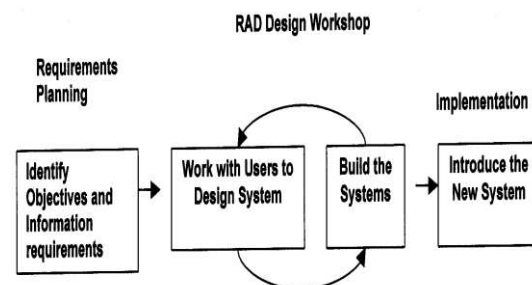 RAD Design Workshop
Requirements
Planning
Implementation
Identify
Objectives and
Information
requirements
Work with Users to
Design System
Build the
Systems
Introduce the
New System